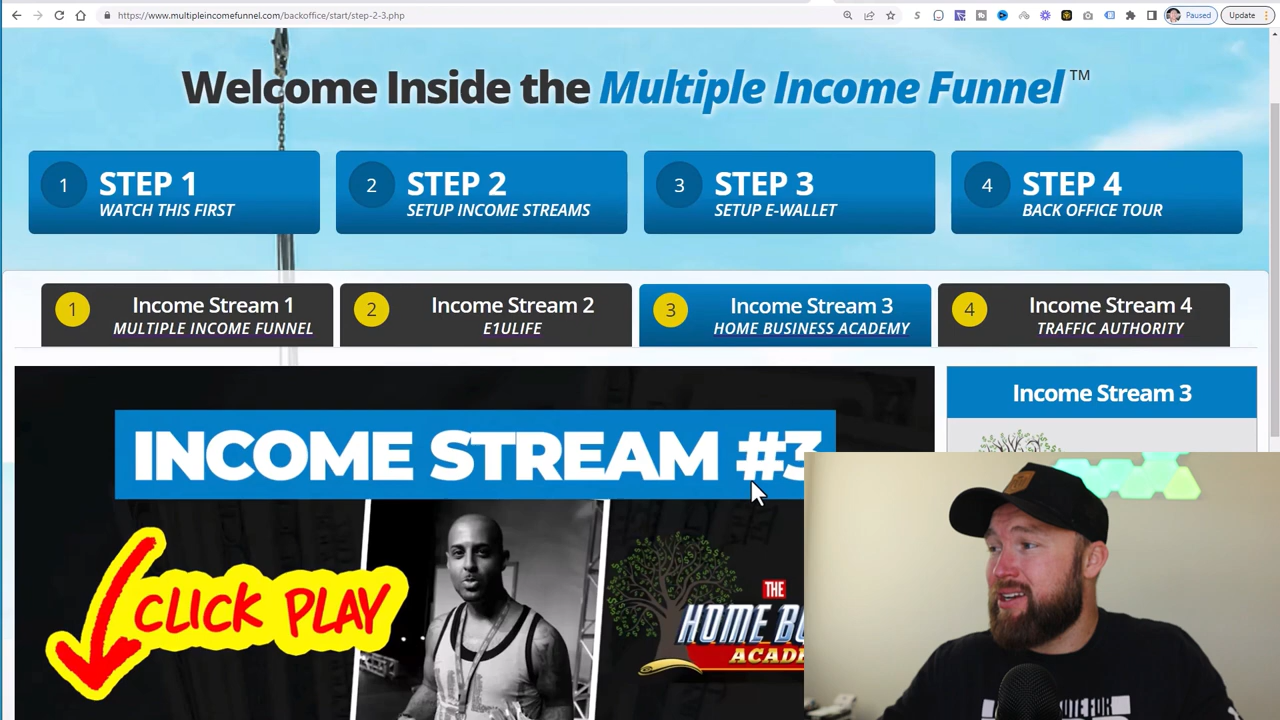 https://www.multipleincomefunnel.com/backoffice/start/step-2-3.php
Paused
Update
Welcome Inside the Multiple Income Funnel™
1 STEP 1
WATCH THIS FIRST
2 STEP 2
SETUP INCOME STREAMS
3 STEP 3
SETUP E-WALLET
4 STEP 4
BACK OFFICE TOUR
1 Income Stream 1
MULTIPLE INCOME FUNNEL
2 Income Stream 2
E1ULIFE
3 Income Stream 3
HOME BUSINESS ACADEMY
4 Income Stream 4
TRAFFIC AUTHORITY
INCOME STREAM #3
Income Stream 3
CLICK PLAY
THE
HOME